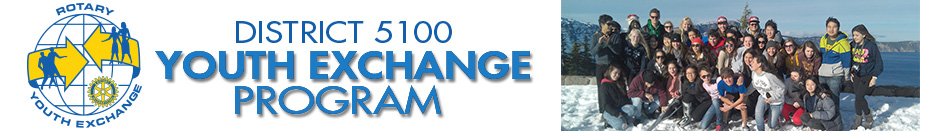 ROTARY
YOUTH EXCHANGE
DISTRICT 5100
YOUTH EXCHANGE
PROGRAM